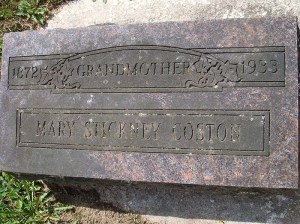 1872 GRANDMOTHER 1933
MARY STICKNEY COSTON